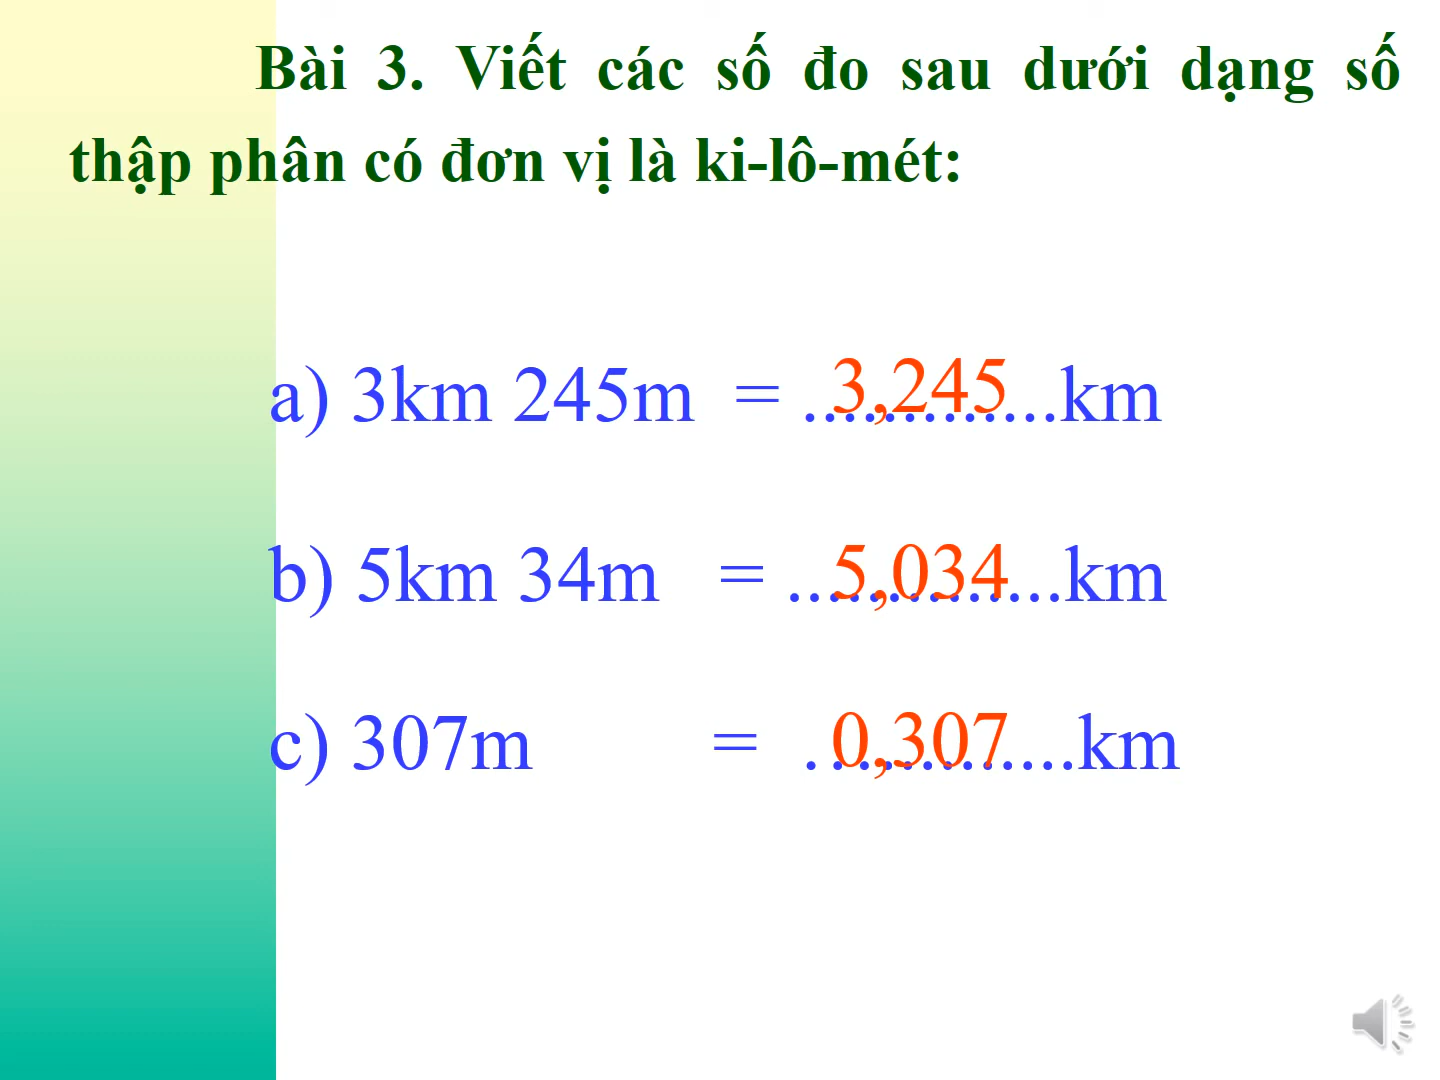 Bài 3. Viết các số đo sau dưới dạng số
thập phân có đơn vị là ki-lô-mét:
a) 3km 245m = 3,245.............km
b) 5km 34m = 5,034..............km
c) 307m = 0,307..............km